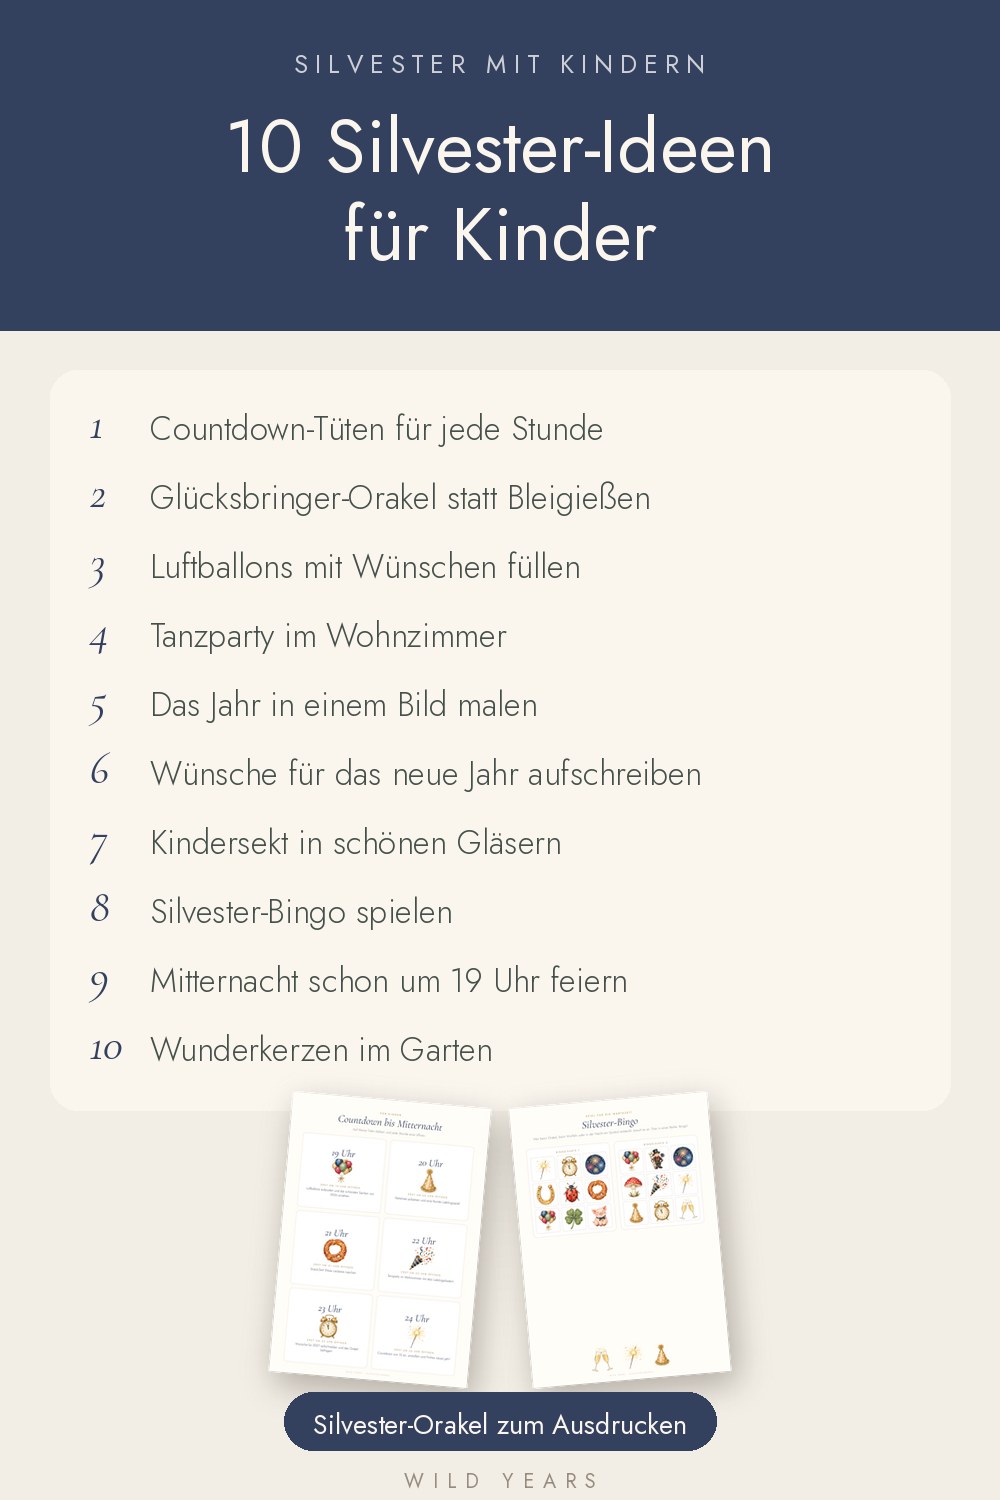 SILVESTER MIT KINDERN
10 Silvester-Ideen
für Kinder
1 Countdown-Tüten für jede Stunde
2 Glücksbringer-Orakel statt Bleigießen
3 Luftballons mit Wünschen füllen
4 Tanzparty im Wohnzimmer
5 Das Jahr in einem Bild malen
6 Wünsche für das neue Jahr aufschreiben
7 Kindersekt in schönen Gläsern
8 Silvester-Bingo spielen
9 Mitternacht schon um 19 Uhr feiern
10 Wunderkerzen im Garten
Countdown bis Mitternacht
19 Uhr
20 Uhr
21 Uhr
22 Uhr
23 Uhr
24 Uhr
Silvester-Bingo
Silvester-Orakel zum Ausdrucken
WILD YEARS